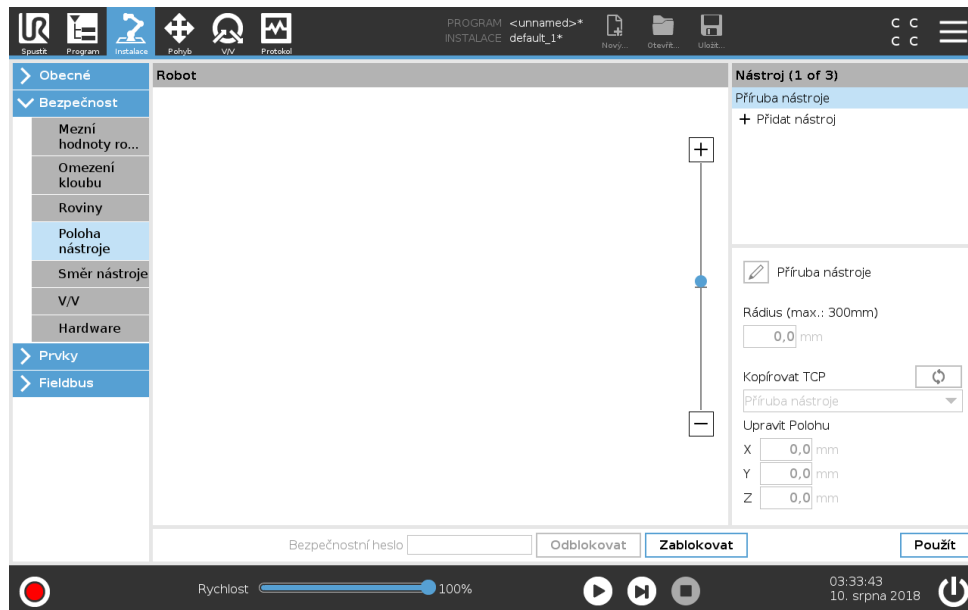 PROGRAM <unnamed>*
INSTALACE default_1*
Spustit Program Instalace Pohyb V/V Protokol
Nový... Otevřít... Uložit...
C C
C C
Obecné
Bezpečnost
Mezní
hodnoty ro...
Omezení
kloubu
Roviny
Poloha
nástroje
Směr nástroje
V/V
Hardware
Prvky
Fieldbus
Robot
Nástroj (1 of 3)
Příruba nástroje
+ Přidat nástroj
Příruba nástroje
Rádius (max.: 300mm)
0,0 mm
Kopírovat TCP
Příruba nástroje
Upravit Polohu
X 0,0 mm
Y 0,0 mm
Z 0,0 mm
Bezpečnostní heslo Odblokovat Zablokovat Použít
Rychlost 100%
03:33:43
10. srpna 2018